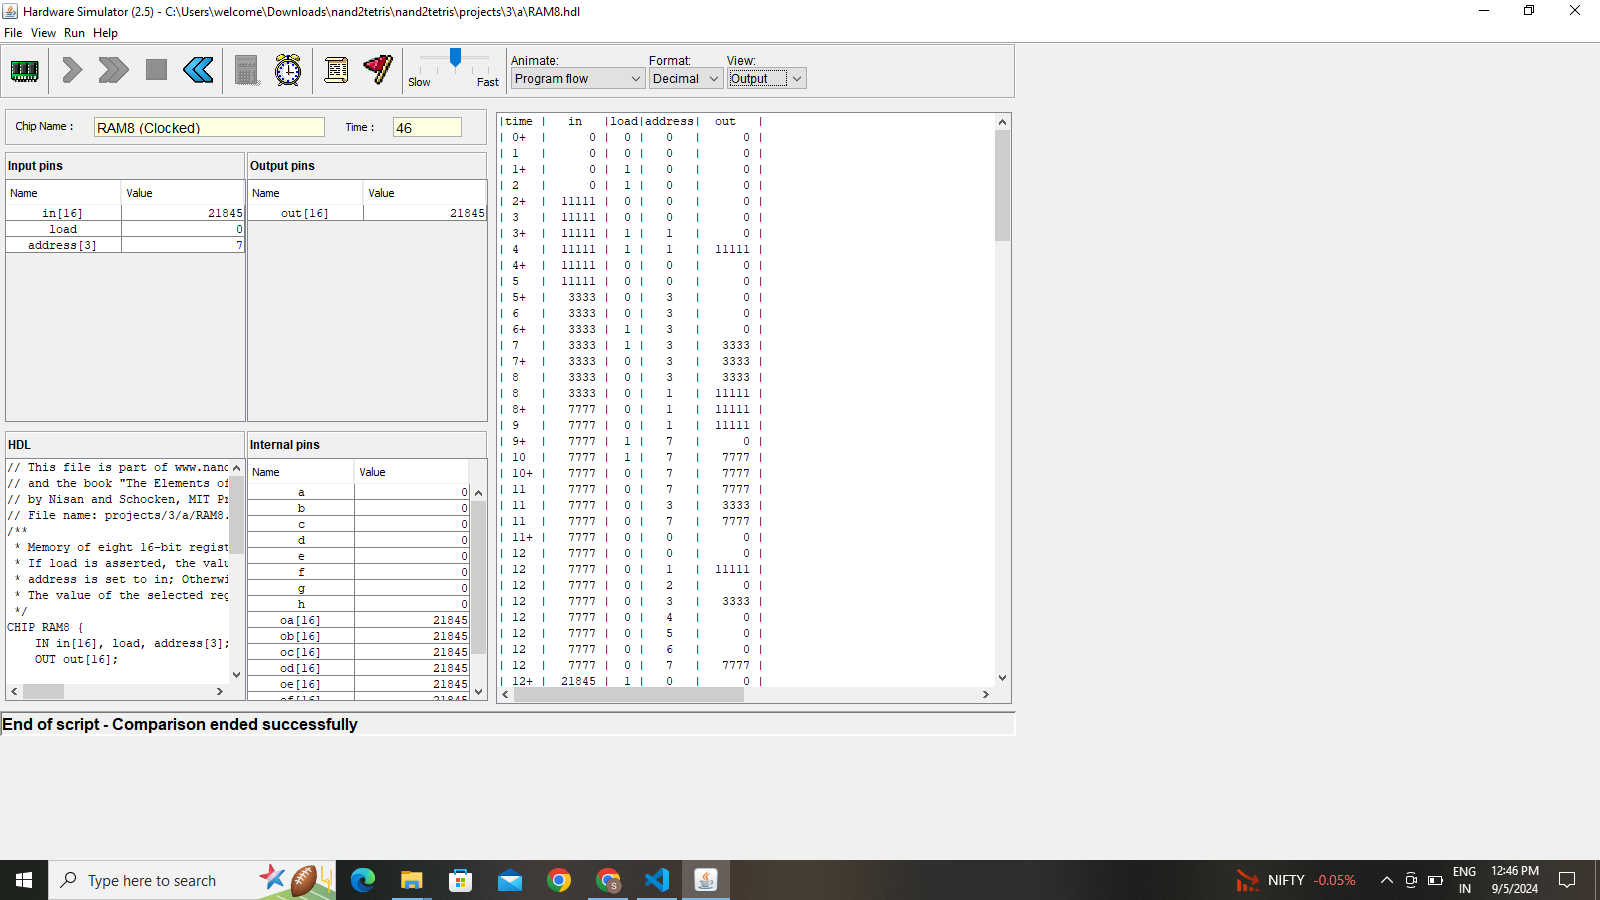 Hardware Simulator (2.5) - C:\Users\welcome\Downloads\nand2tetris\nand2tetris\projects\3\a\RAM8.hdl
File View Run Help
Slow Fast
Animate: Format: View:
Program flow Decimal Output
Chip Name : RAM8 (Clocked) Time : 46
Input pins
Name Value
in[16] 21845
load 0
address[3] 7
Output pins
Name Value
out[16] 21845
HDL
// This file is part of www.nand
// and the book "The Elements of
// by Nisan and Schocken, MIT Pr
// File name: projects/3/a/RAM8.
/**
* Memory of eight 16-bit regist
* If load is asserted, the valu
* address is set to in; Otherwi
* The value of the selected reg
*/
CHIP RAM8 {
IN in[16], load, address[3];
OUT out[16];
Internal pins
Name Value
a 0
b 0
c 0
d 0
e 0
f 0
g 0
h 0
oa[16] 21845
ob[16] 21845
oc[16] 21845
od[16] 21845
oe[16] 21845
|time | in |load|address| out |
| 0+ | 0 | 0 | 0 | 0 |
| 1 | 0 | 0 | 0 | 0 |
| 1+ | 0 | 1 | 0 | 0 |
| 2 | 0 | 1 | 0 | 0 |
| 2+ | 11111 | 0 | 0 | 0 |
| 3 | 11111 | 0 | 0 | 0 |
| 3+ | 11111 | 1 | 1 | 0 |
| 4 | 11111 | 1 | 1 | 11111 |
| 4+ | 11111 | 0 | 0 | 0 |
| 5 | 11111 | 0 | 0 | 0 |
| 5+ | 3333 | 0 | 3 | 0 |
| 6 | 3333 | 0 | 3 | 0 |
| 6+ | 3333 | 1 | 3 | 0 |
| 7 | 3333 | 1 | 3 | 3333 |
| 7+ | 3333 | 0 | 3 | 3333 |
| 8 | 3333 | 0 | 3 | 3333 |
| 8 | 3333 | 0 | 1 | 11111 |
| 8+ | 7777 | 0 | 1 | 11111 |
| 9 | 7777 | 0 | 1 | 11111 |
| 9+ | 7777 | 1 | 7 | 0 |
| 10 | 7777 | 1 | 7 | 7777 |
| 10+ | 7777 | 0 | 7 | 7777 |
| 11 | 7777 | 0 | 7 | 7777 |
| 11 | 7777 | 0 | 3 | 3333 |
| 11 | 7777 | 0 | 7 | 7777 |
| 11+ | 7777 | 0 | 0 | 0 |
| 12 | 7777 | 0 | 0 | 0 |
| 12 | 7777 | 0 | 1 | 11111 |
| 12 | 7777 | 0 | 2 | 0 |
| 12 | 7777 | 0 | 3 | 3333 |
| 12 | 7777 | 0 | 4 | 0 |
| 12 | 7777 | 0 | 5 | 0 |
| 12 | 7777 | 0 | 6 | 0 |
| 12 | 7777 | 0 | 7 | 7777 |
| 12+ | 21845 | 1 | 0 | 0 |
End of script - Comparison ended successfully
Type here to search
NIFTY -0.05%
ENG
IN
12:46 PM
9/5/2024